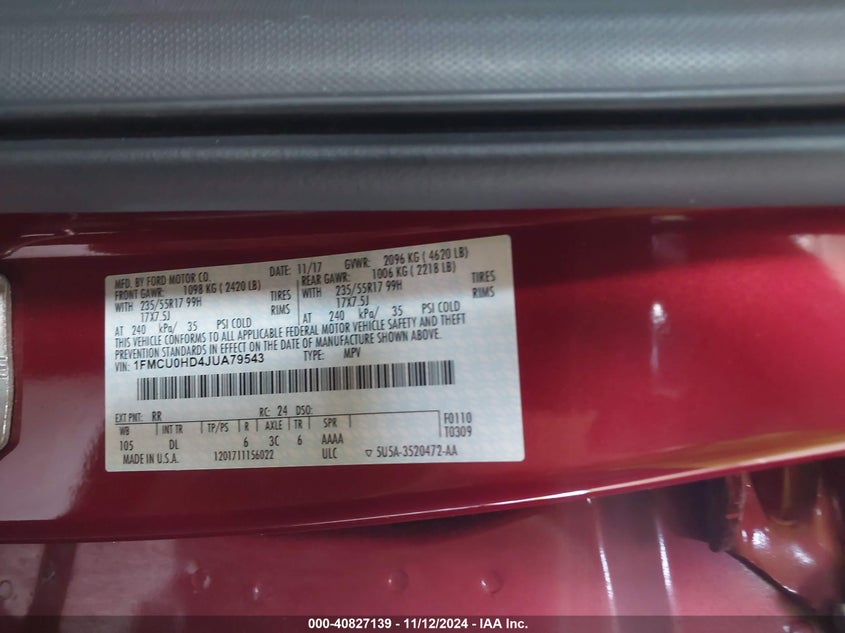 MFD. BY FORD MOTOR CO. DATE: 11/17 GVWR: 2096 KG ( 4620 LB)
FRONT GAWR: 1098 KG ( 2420 LB) REAR GAWR: 1006 KG ( 2218 LB)
WITH 235/55R17 99H TIRES WITH 235/55R17 99H TIRES
17X7.5J RIMS 17X7.5J RIMS
AT 240 kPa/ 35 PSI COLD AT 240 kPa/ 35 PSI COLD
THIS VEHICLE CONFORMS TO ALL APPLICABLE FEDERAL MOTOR VEHICLE SAFETY AND THEFT
PREVENTION STANDARDS IN EFFECT ON THE DATE OF MANUFACTURE SHOWN ABOVE.
VIN: 1FMCU0HD4JUA79543 TYPE: MPV
EXT PNT: RR RC: 24 DSO:
WB INT TR TP/PS R AXLE TR SPR F0110
105 DL 6 3C 6 AAAA T0309
MADE IN U.S.A. 1201711156022 ULC ▽ 5U5A-3520472-AA
000-40827139 - 11/12/2024 - IAA Inc.